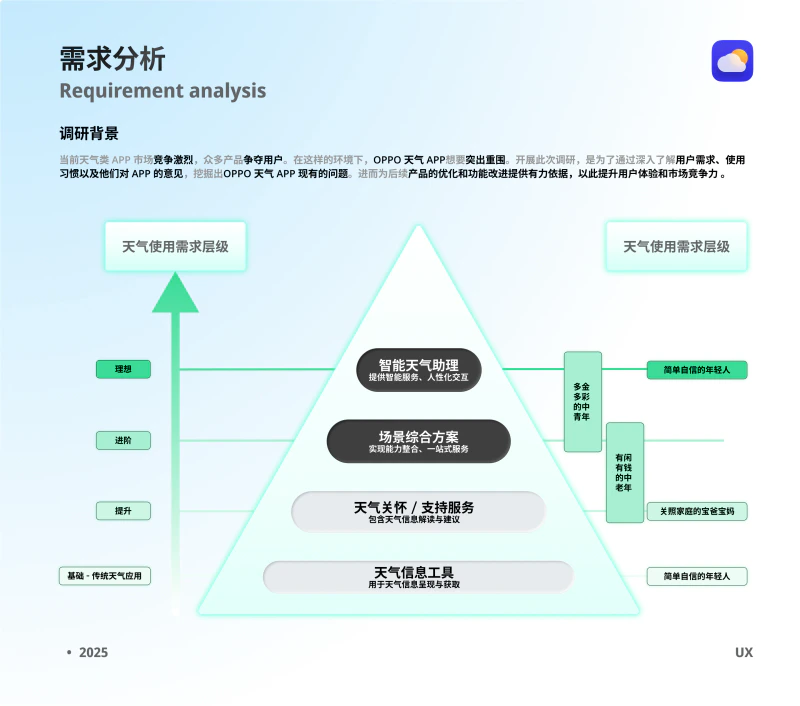 需求分析
Requirement analysis
调研背景
当前天气类 APP 市场竞争激烈，众多产品争夺用户。在这样的环境下，OPPO 天气 APP想要突出重围。开展此次调研，是为了通过深入了解用户需求、使用
习惯以及他们对 APP 的意见，挖掘出OPPO 天气 APP 现有的问题。进而为后续产品的优化和功能改进提供有力依据，以此提升用户体验和市场竞争力 。
天气使用需求层级
天气使用需求层级
理想
智能天气助理
提供智能服务、人性化交互
多金
多彩
的中
青年
简单自信的年轻人
进阶
场景综合方案
实现能力整合、一站式服务
有闲
有钱
的中
老年
提升
天气关怀 / 支持服务
包含天气信息解读与建议
关照家庭的宝爸宝妈
基础 - 传统天气应用
天气信息工具
用于天气信息呈现与获取
简单自信的年轻人
• 2025
UX